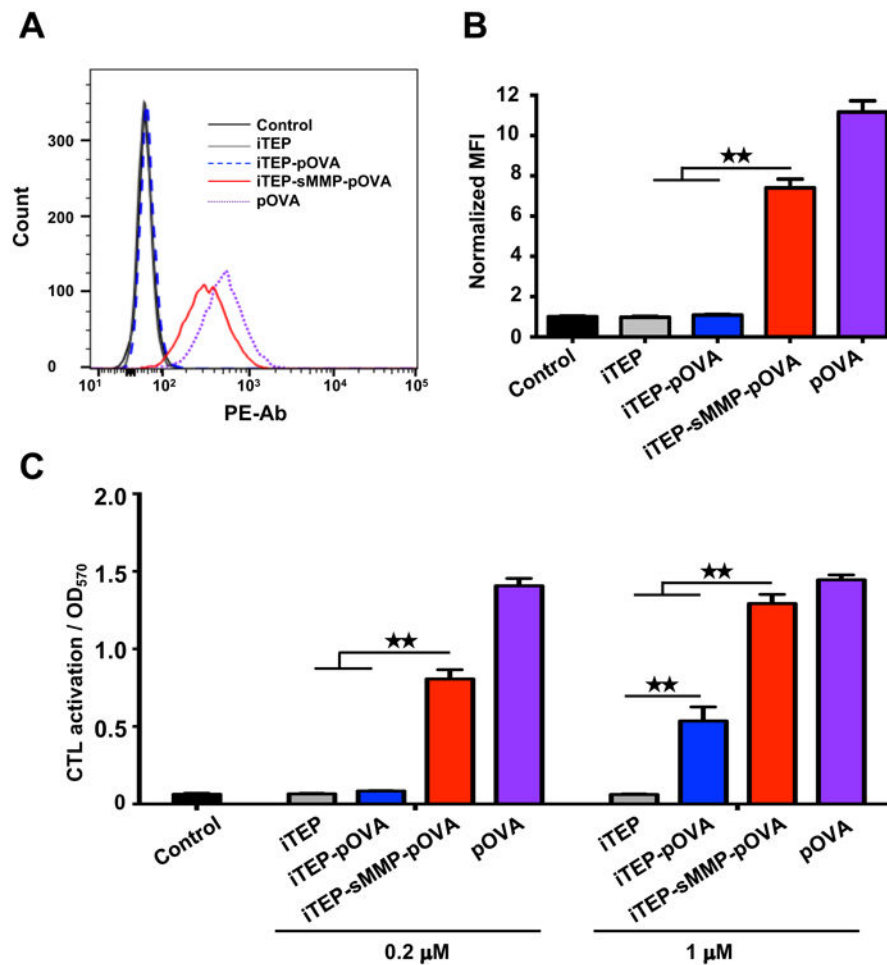 A
Count
300
200
100
0
10¹ 10² 10³ 10⁴ 10⁵
PE-Ab
Control
iTEP
iTEP-pOVA
iTEP-sMMP-pOVA
pOVA
B
Normalized MFI
12
10
8
6
4
2
0
★★
Control
iTEP
iTEP-pOVA
iTEP-sMMP-pOVA
pOVA
C
CTL activation / OD₅₇₀
2.0
1.5
1.0
0.5
0
★★
★★
★★
Control
iTEP
iTEP-pOVA
iTEP-sMMP-pOVA
pOVA
iTEP
iTEP-pOVA
iTEP-sMMP-pOVA
pOVA
0.2 μM
1 μM